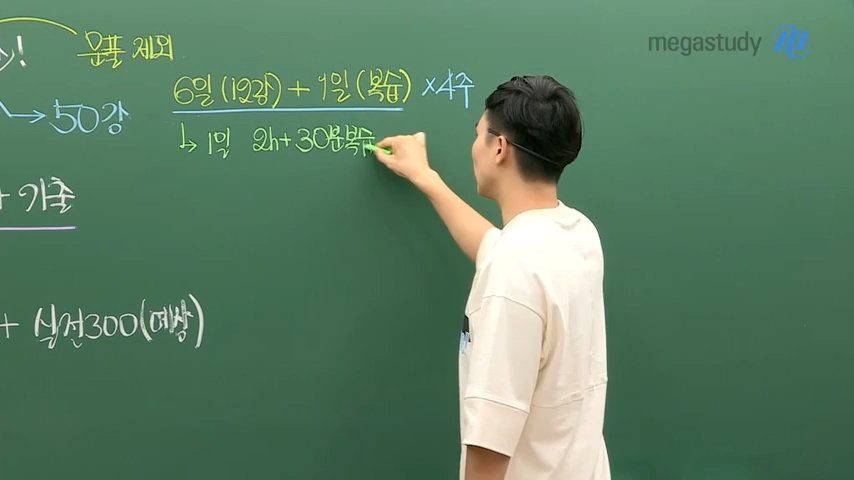 megastudy
문풀 제외
6일(12강) + 1일(복습) ×4주
50강
↳ 1일 2h+30분복습
+ 기출
+ 실전300(예상)